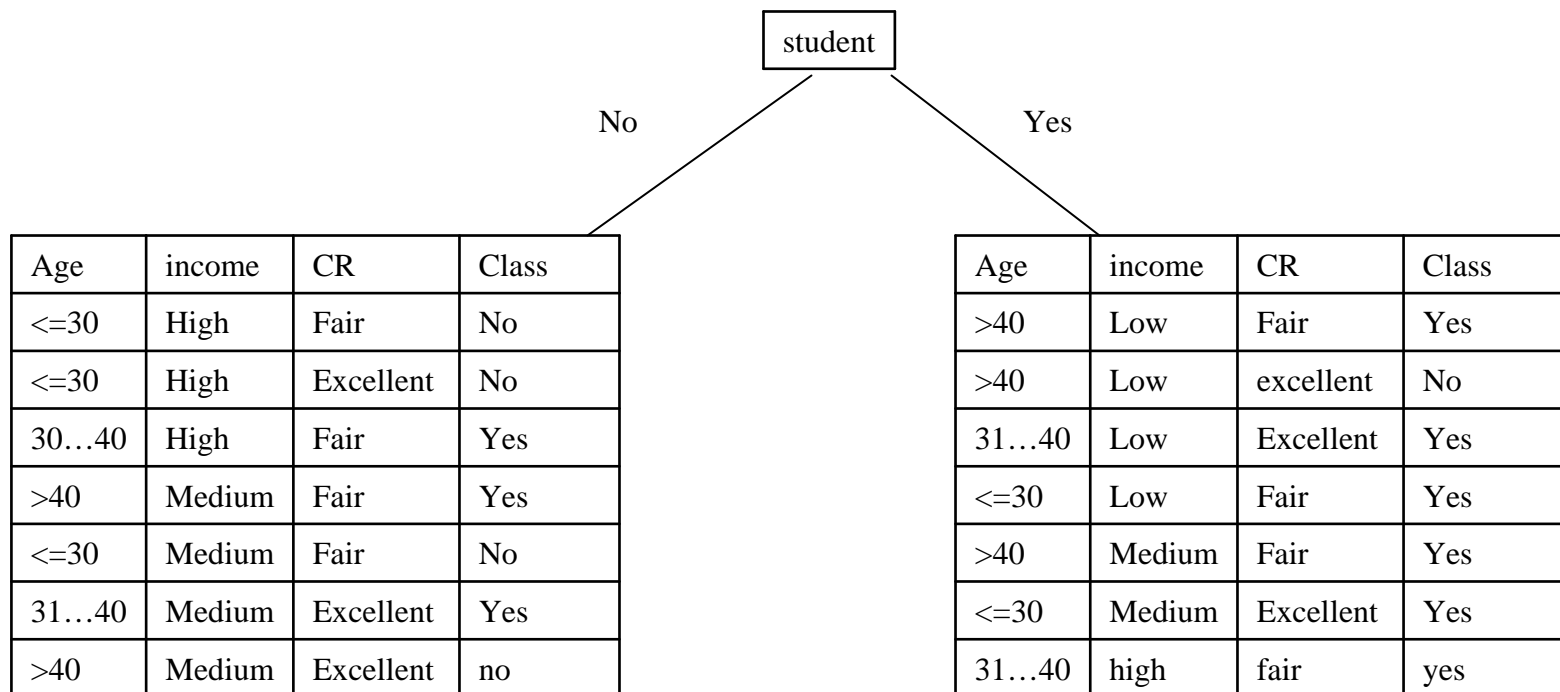 student
No
Yes
Age income CR Class
<=30 High Fair No
<=30 High Excellent No
30…40 High Fair Yes
>40 Medium Fair Yes
<=30 Medium Fair No
31…40 Medium Excellent Yes
>40 Medium Excellent no
Age income CR Class
>40 Low Fair Yes
>40 Low excellent No
31…40 Low Excellent Yes
<=30 Low Fair Yes
>40 Medium Fair Yes
<=30 Medium Excellent Yes
31…40 high fair yes